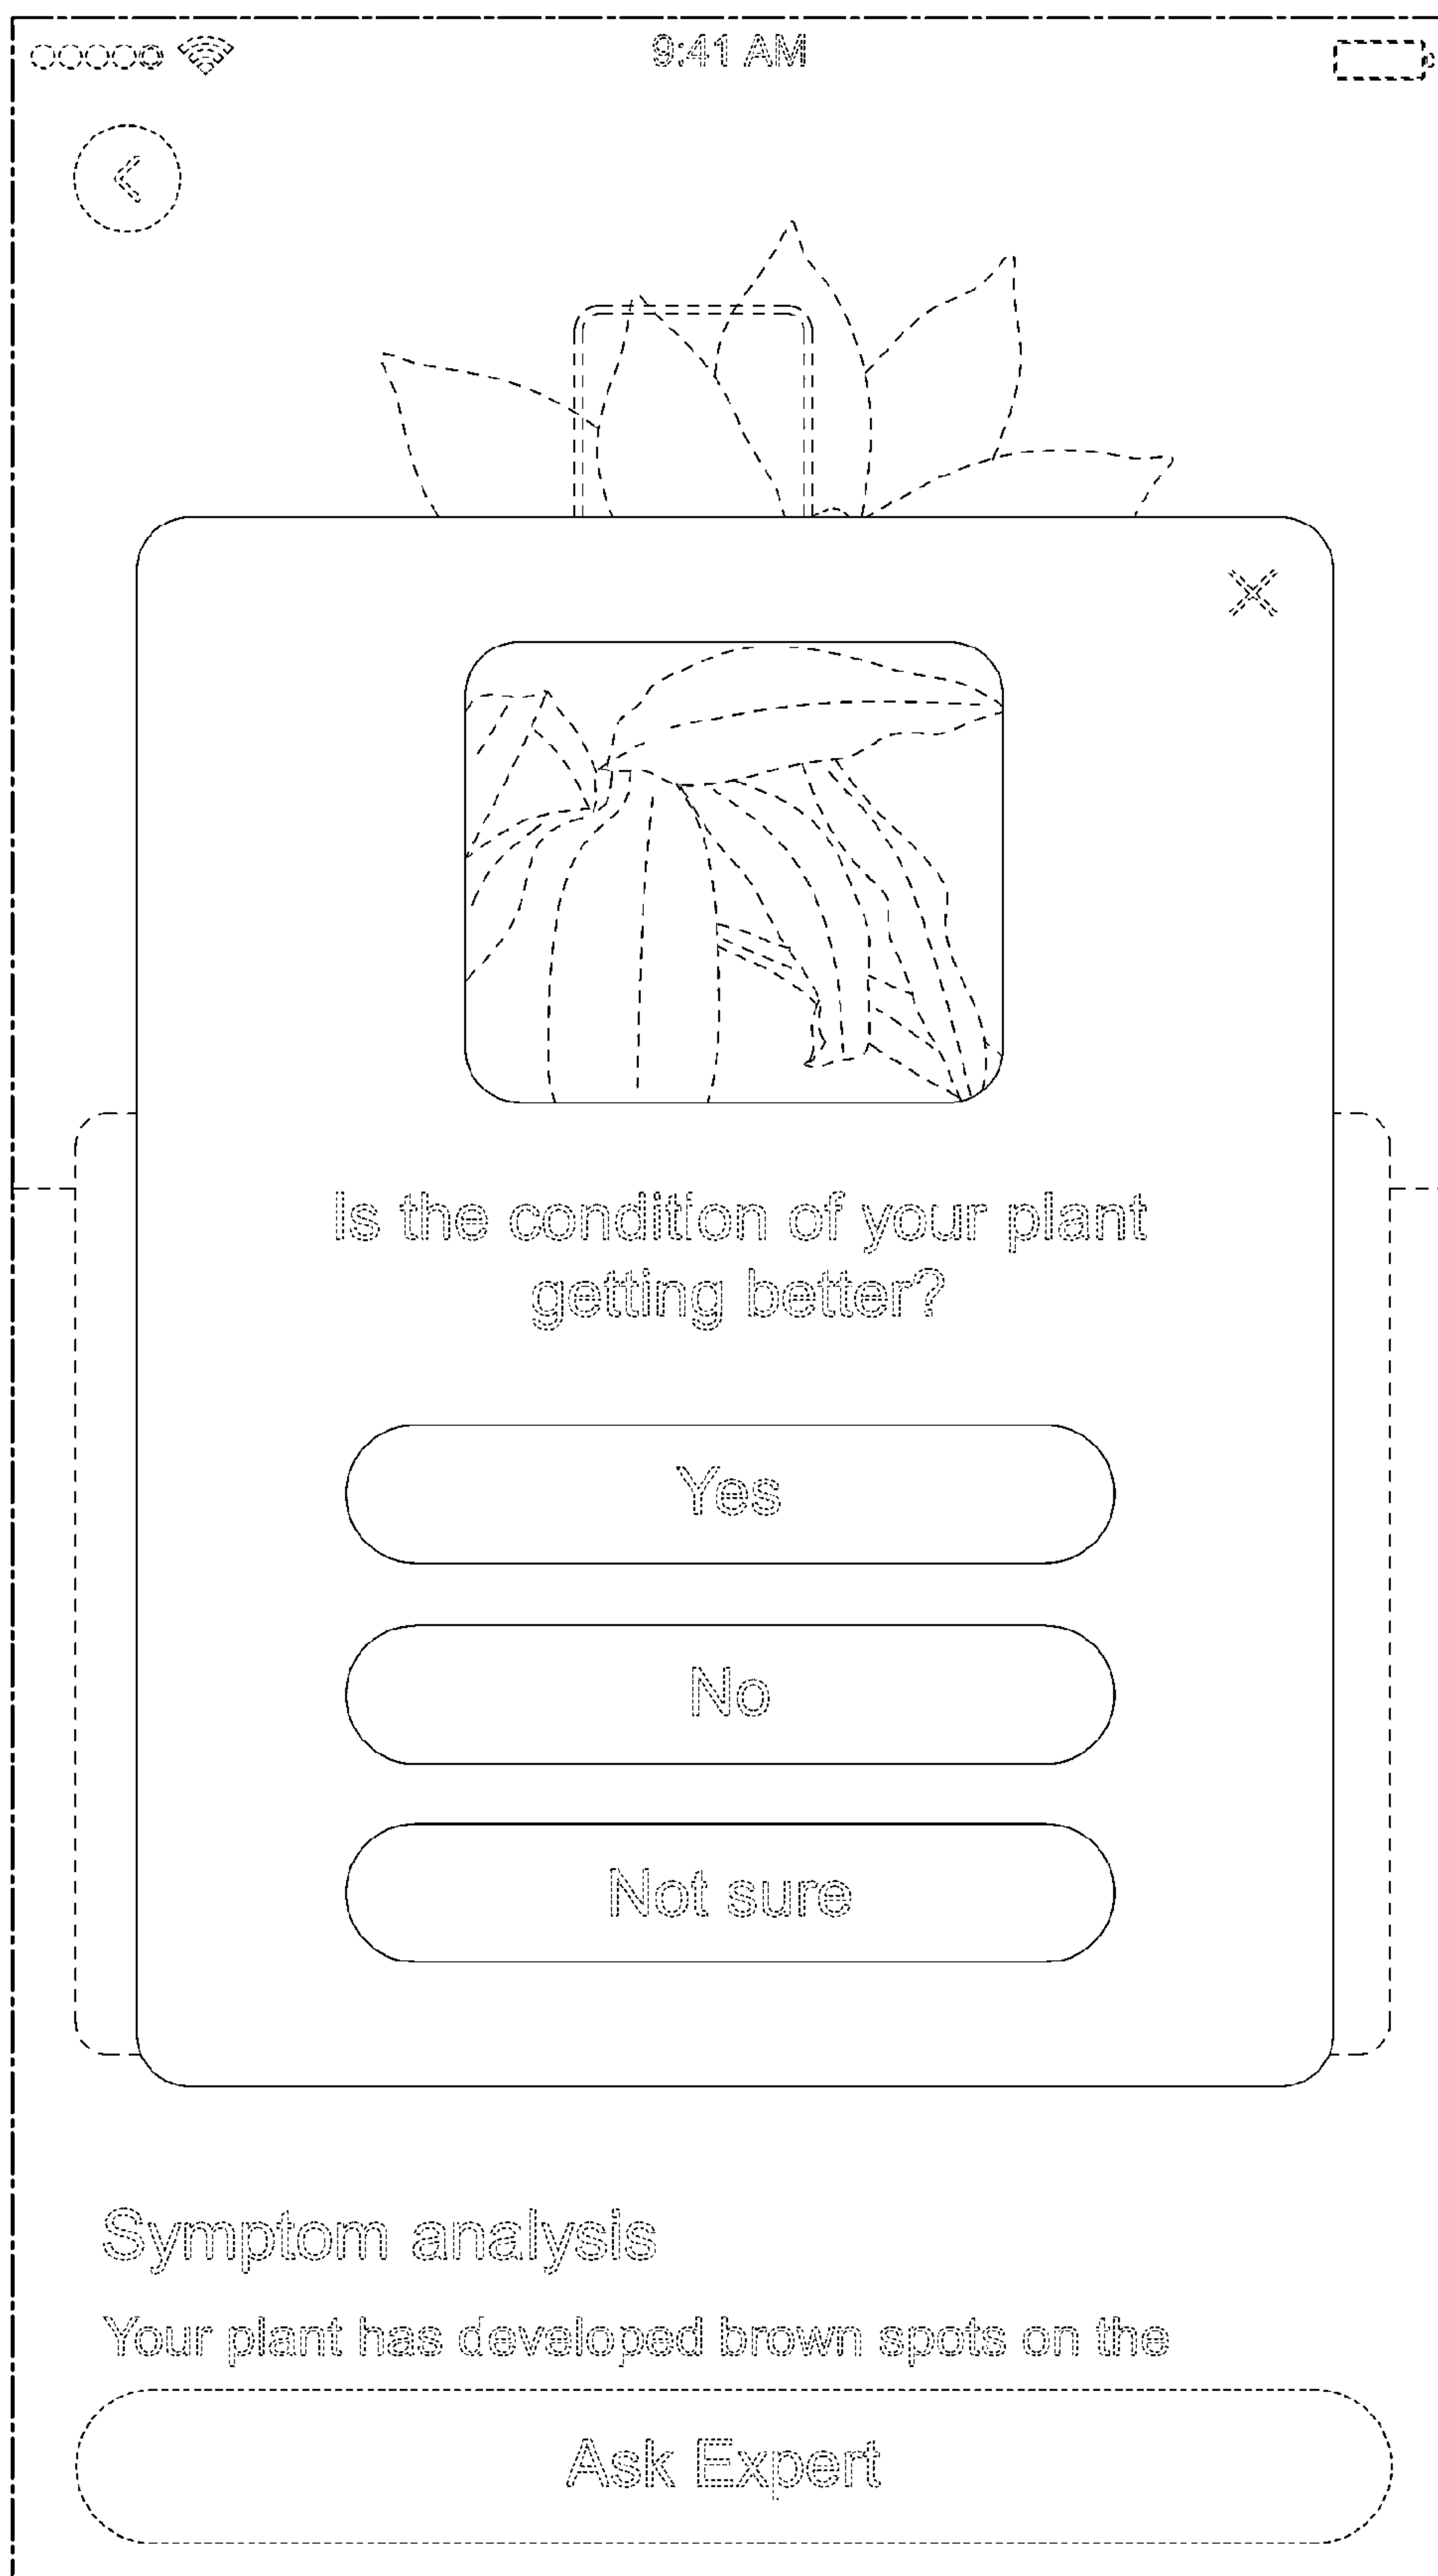 9:41 AM
Is the condition of your plant
getting better?
Yes
No
Not sure
Symptom analysis
Your plant has developed brown spots on the
Ask Expert